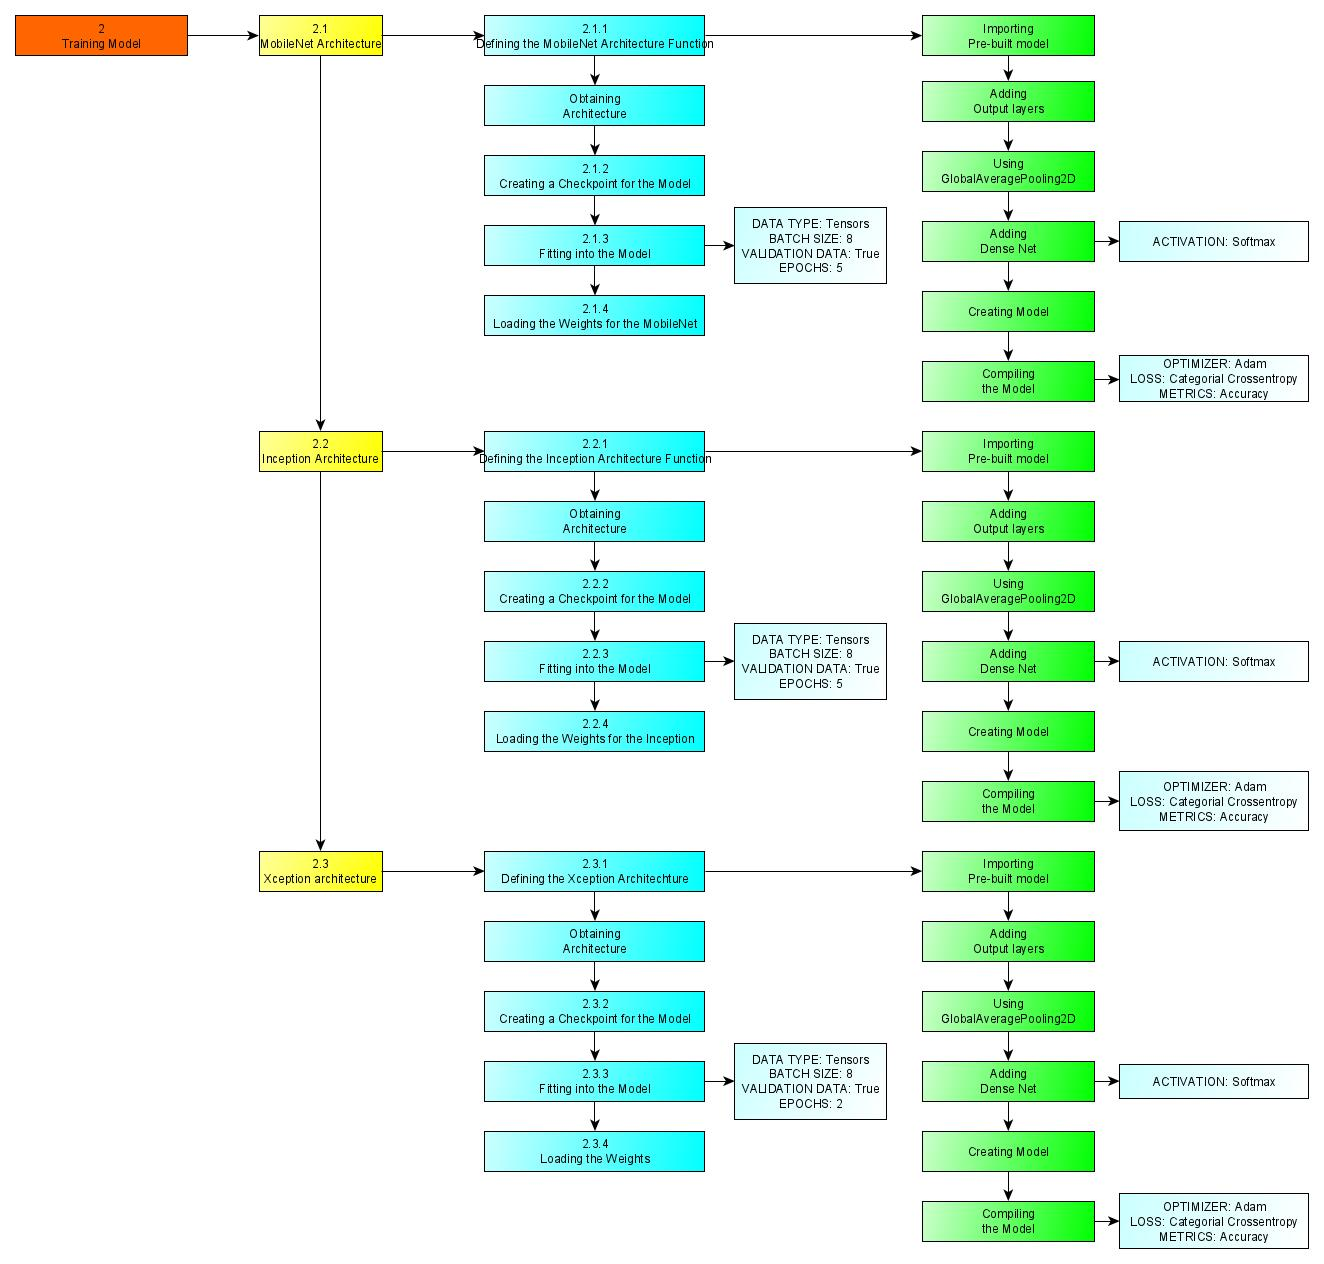 2
Training Model
2.1
MobileNet Architecture
2.1.1
Defining the MobileNet Architecture Function
Obtaining
Architecture
2.1.2
Creating a Checkpoint for the Model
2.1.3
Fitting into the Model
DATA TYPE: Tensors
BATCH SIZE: 8
VALIDATION DATA: True
EPOCHS: 5
2.1.4
Loading the Weights for the MobileNet
Importing
Pre-built model
Adding
Output layers
Using
GlobalAveragePooling2D
Adding
Dense Net
ACTIVATION: Softmax
Creating Model
Compiling
the Model
OPTIMIZER: Adam
LOSS: Categorial Crossentropy
METRICS: Accuracy
2.2
Inception Architecture
2.2.1
Defining the Inception Architecture Function
Obtaining
Architecture
2.2.2
Creating a Checkpoint for the Model
2.2.3
Fitting into the Model
DATA TYPE: Tensors
BATCH SIZE: 8
VALIDATION DATA: True
EPOCHS: 5
2.2.4
Loading the Weights for the Inception
Importing
Pre-built model
Adding
Output layers
Using
GlobalAveragePooling2D
Adding
Dense Net
ACTIVATION: Softmax
Creating Model
Compiling
the Model
OPTIMIZER: Adam
LOSS: Categorial Crossentropy
METRICS: Accuracy
2.3
Xception architecture
2.3.1
Defining the Xception Architechture
Obtaining
Architecture
2.3.2
Creating a Checkpoint for the Model
2.3.3
Fitting into the Model
DATA TYPE: Tensors
BATCH SIZE: 8
VALIDATION DATA: True
EPOCHS: 2
2.3.4
Loading the Weights
Importing
Pre-built model
Adding
Output layers
Using
GlobalAveragePooling2D
Adding
Dense Net
ACTIVATION: Softmax
Creating Model
Compiling
the Model
OPTIMIZER: Adam
LOSS: Categorial Crossentropy
METRICS: Accuracy